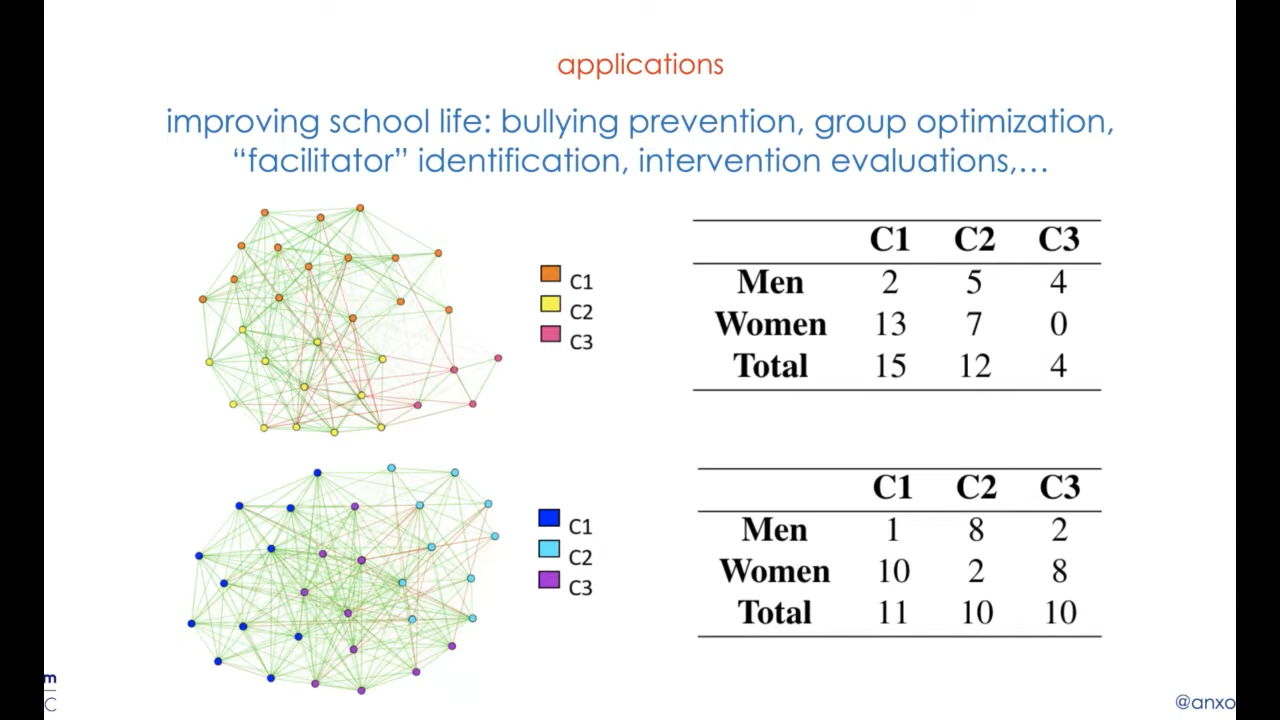 applications
improving school life: bullying prevention, group optimization,
“facilitator” identification, intervention evaluations,…
C1
C2
C3
C1 C2 C3
Men 2 5 4
Women 13 7 0
Total 15 12 4
C1
C2
C3
C1 C2 C3
Men 1 8 2
Women 10 2 8
Total 11 10 10
m
C
@anxo